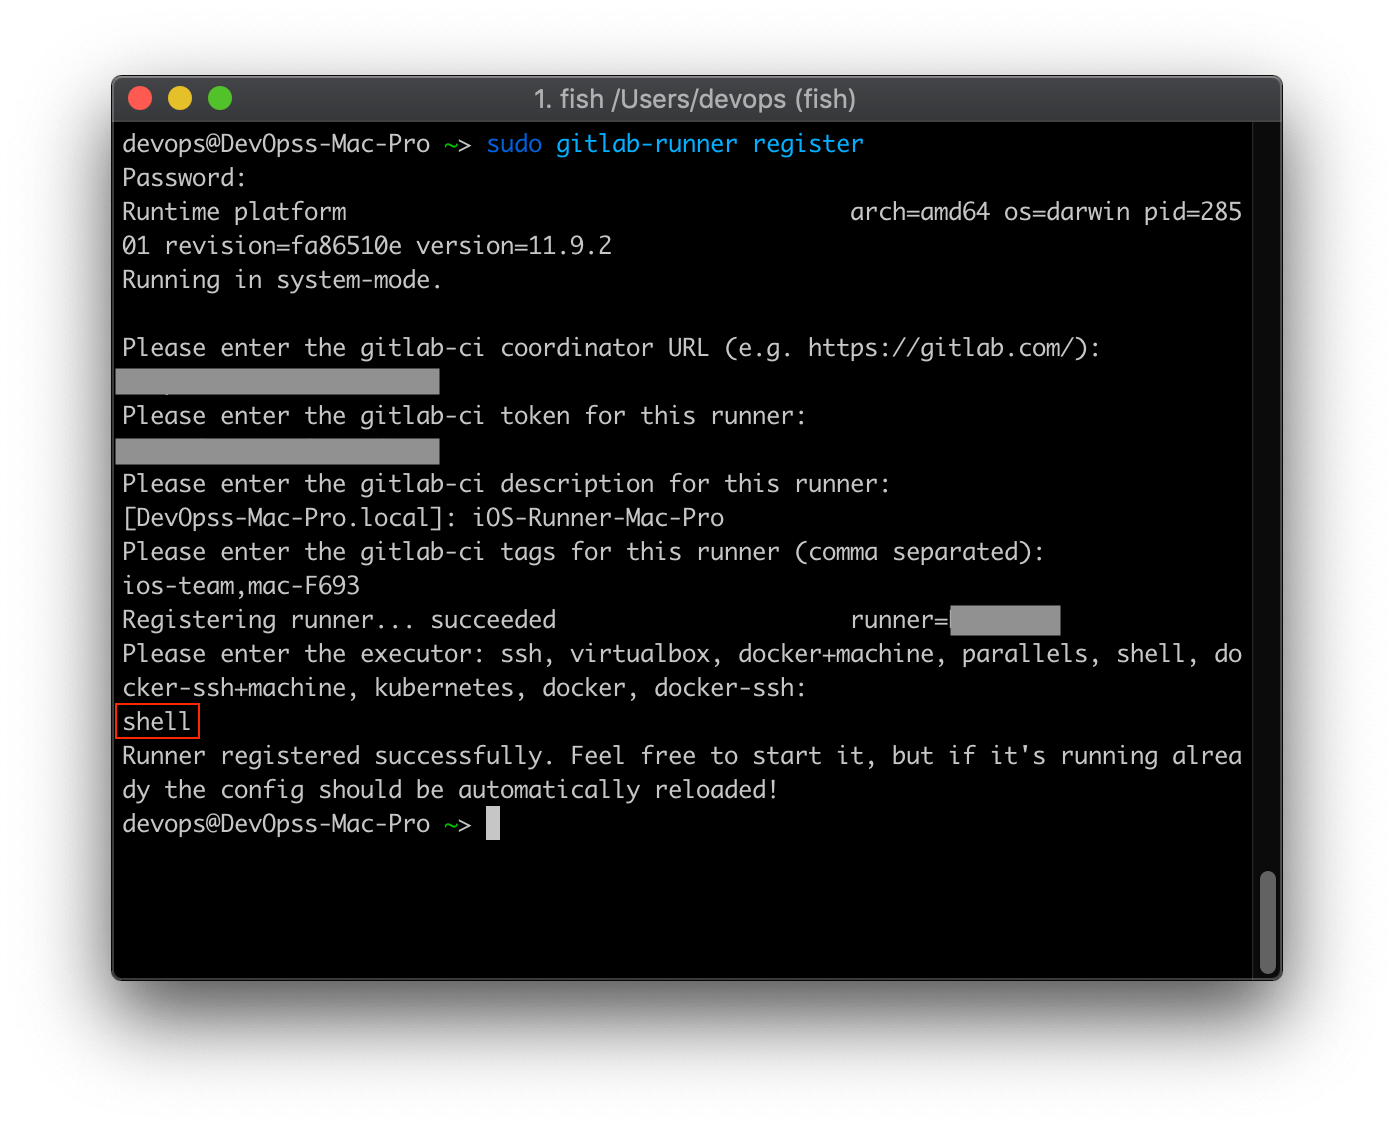 1. fish /Users/devops (fish)
devops@DevOpss-Mac-Pro ~> sudo gitlab-runner register
Password:
Runtime platform                                    arch=amd64 os=darwin pid=285
01 revision=fa86510e version=11.9.2
Running in system-mode.
Please enter the gitlab-ci coordinator URL (e.g. https://gitlab.com/):
Please enter the gitlab-ci token for this runner:
Please enter the gitlab-ci description for this runner:
[DevOpss-Mac-Pro.local]: iOS-Runner-Mac-Pro
Please enter the gitlab-ci tags for this runner (comma separated):
ios-team,mac-F693
Registering runner... succeeded                     runner=
Please enter the executor: ssh, virtualbox, docker+machine, parallels, shell, do
cker-ssh+machine, kubernetes, docker, docker-ssh:
shell
Runner registered successfully. Feel free to start it, but if it's running alrea
dy the config should be automatically reloaded!
devops@DevOpss-Mac-Pro ~>